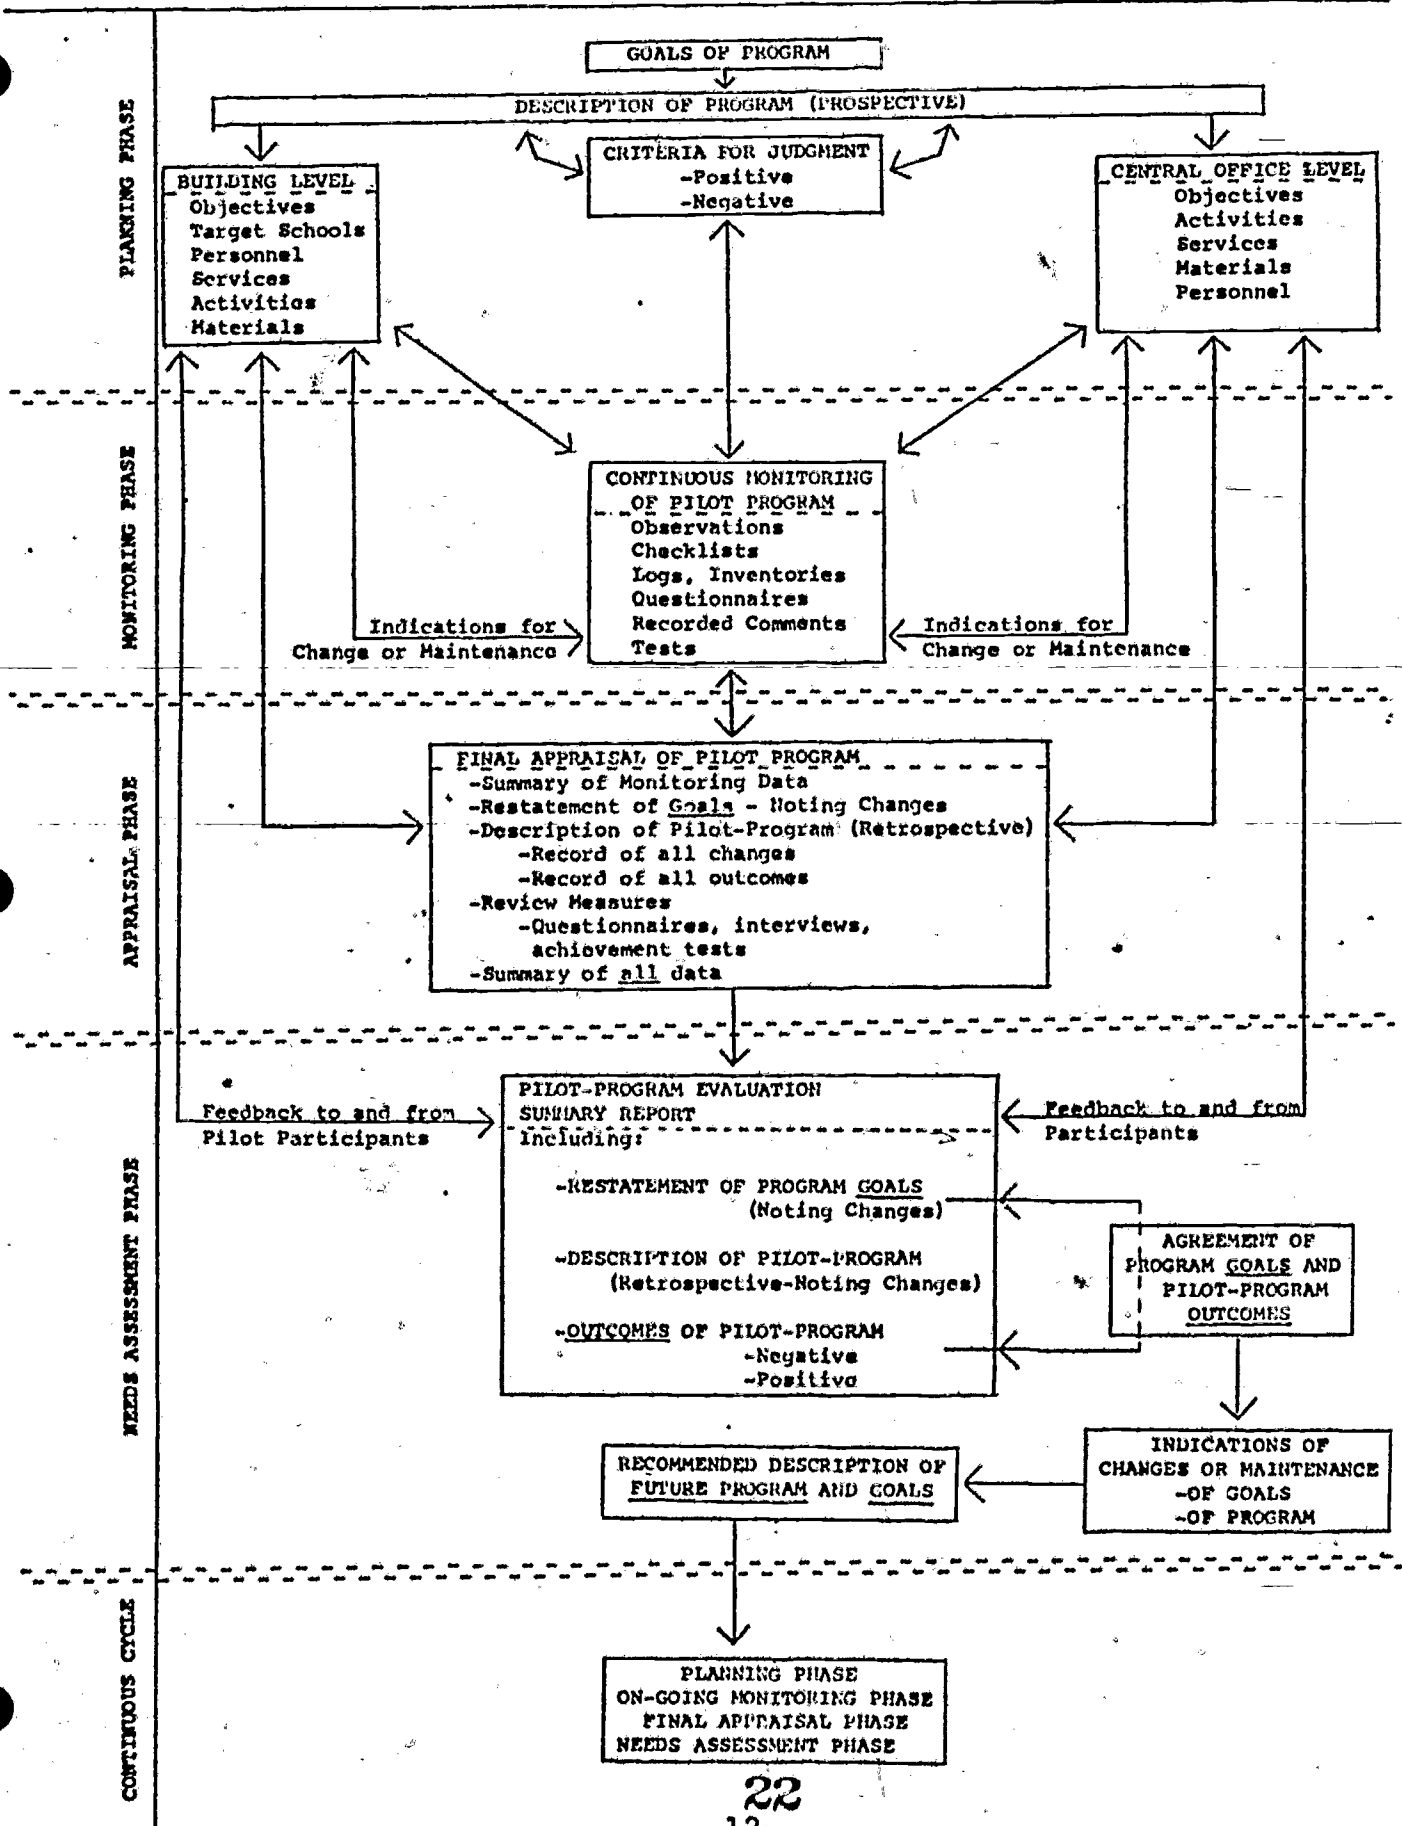 GOALS OF PROGRAM
DESCRIPTION OF PROGRAM (PROSPECTIVE)
PLANNING PHASE
CRITERIA FOR JUDGMENT
-Positive
-Negative
BUILDING LEVEL
Objectives
Target Schools
Personnel
Services
Activities
Materials
CENTRAL OFFICE LEVEL
Objectives
Activities
Services
Materials
Personnel
MONITORING PHASE
CONTINUOUS MONITORING
OF PILOT PROGRAM
Observations
Checklists
Logs, Inventories
Questionnaires
Recorded Comments
Tests
Indications for
Change or Maintenance
Indications for
Change or Maintenance
APPRAISAL PHASE
FINAL APPRAISAL OF PILOT PROGRAM
-Summary of Monitoring Data
-Restatement of Goals - Noting Changes
-Description of Pilot-Program (Retrospective)
-Record of all changes
-Record of all outcomes
-Review Measures
-Questionnaires, interviews,
achievement tests
-Summary of all data
NEEDS ASSESSMENT PHASE
PILOT-PROGRAM EVALUATION
SUMMARY REPORT
Including:
-RESTATEMENT OF PROGRAM GOALS
(Noting Changes)
-DESCRIPTION OF PILOT-PROGRAM
(Retrospective-Noting Changes)
-OUTCOMES OF PILOT-PROGRAM
-Negative
-Positive
Feedback to and from
Pilot Participants
Feedback to and from
Participants
AGREEMENT OF
PROGRAM GOALS AND
PILOT-PROGRAM
OUTCOMES
INDICATIONS OF
CHANGES OR MAINTENANCE
-OF GOALS
-OF PROGRAM
RECOMMENDED DESCRIPTION OF
FUTURE PROGRAM AND GOALS
CONTINUOUS CYCLE
PLANNING PHASE
ON-GOING MONITORING PHASE
FINAL APPRAISAL PHASE
NEEDS ASSESSMENT PHASE
22